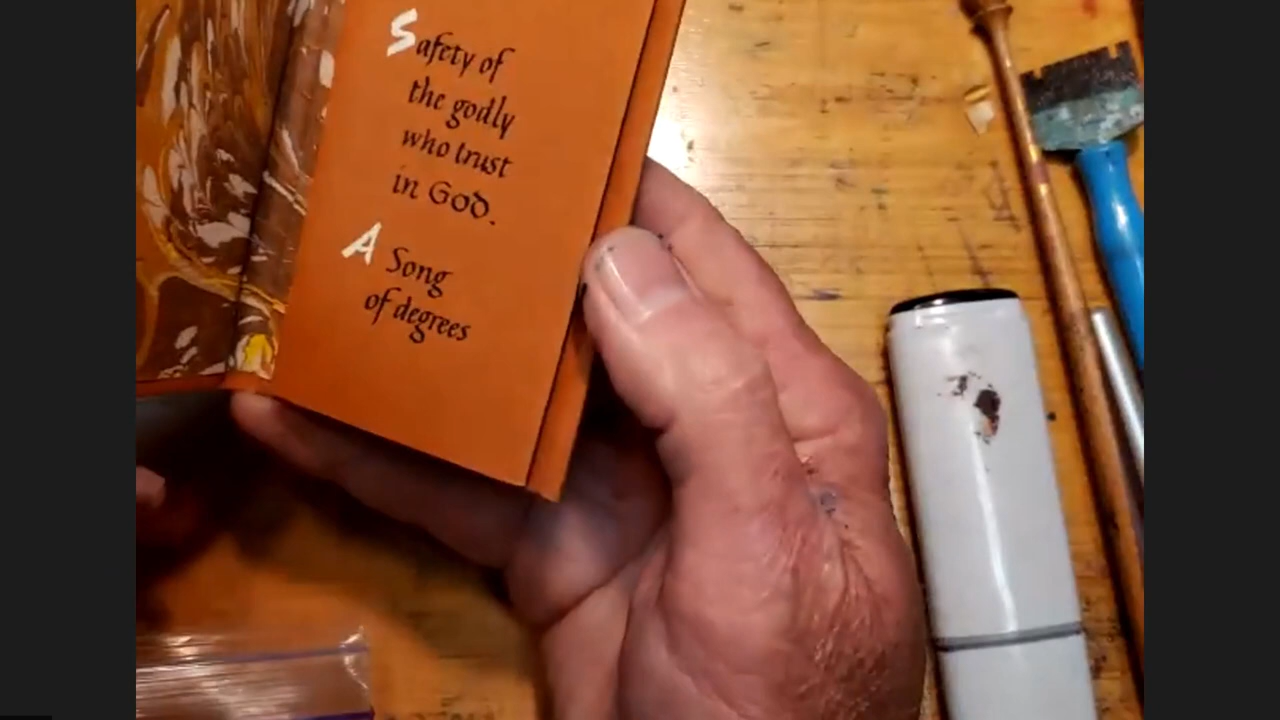 Safety of
the godly
who trust
in God.
A Song
of degrees